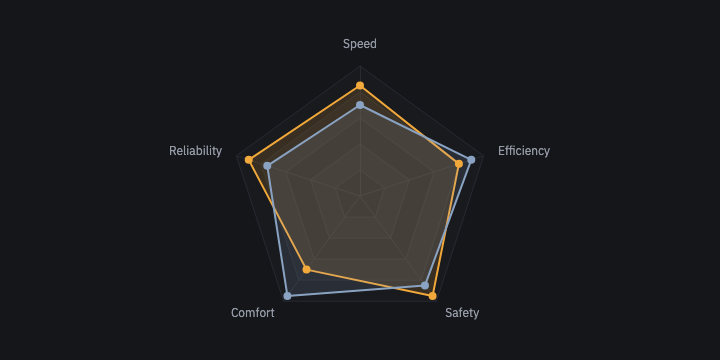 Speed
Reliability
Efficiency
Comfort
Safety